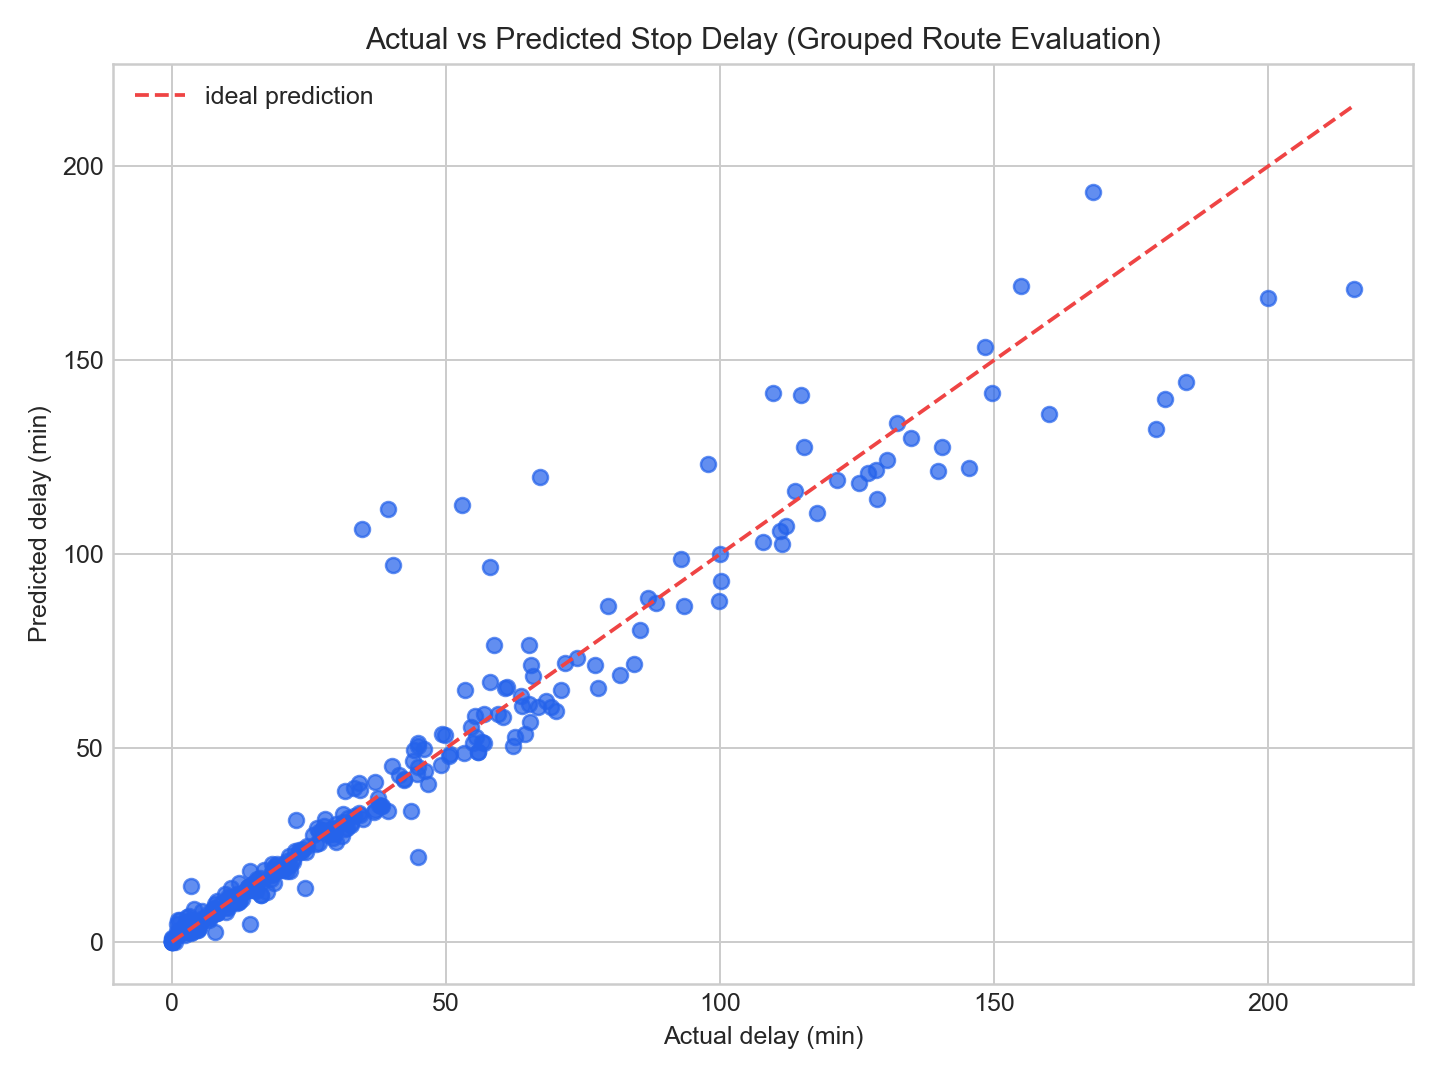 Actual vs Predicted Stop Delay (Grouped Route Evaluation)
ideal prediction
200
150
100
50
0
Predicted delay (min)
0 50 100 150 200
Actual delay (min)